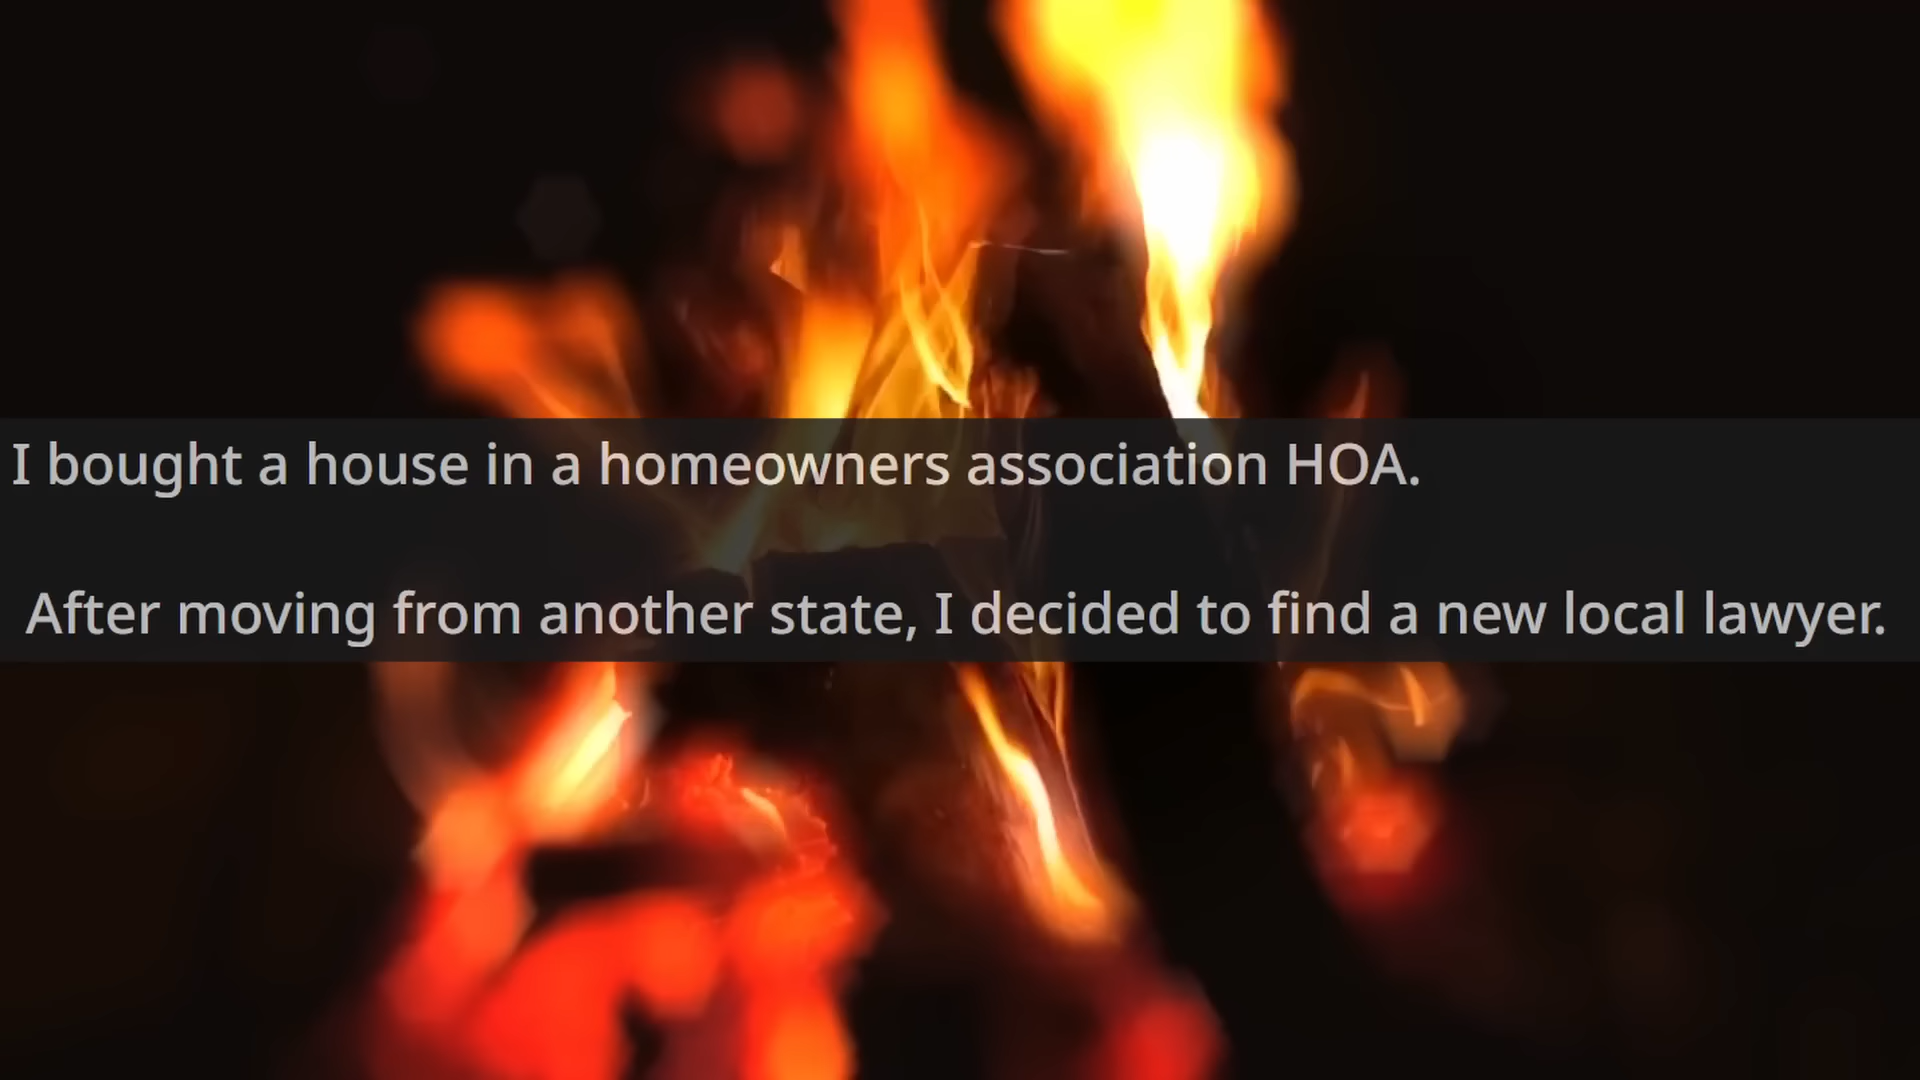 I bought a house in a homeowners association HOA.
After moving from another state, I decided to find a new local lawyer.